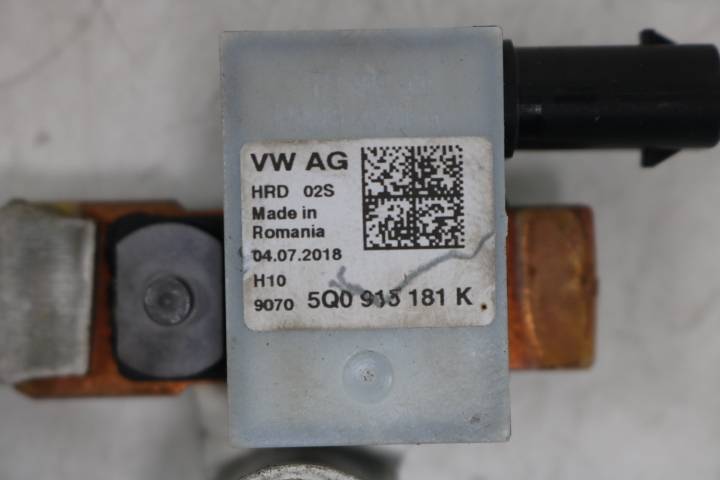 VW AG
HRD 02S
Made in
Romania
04.07.2018
H10
9070 5Q0 915 181 K